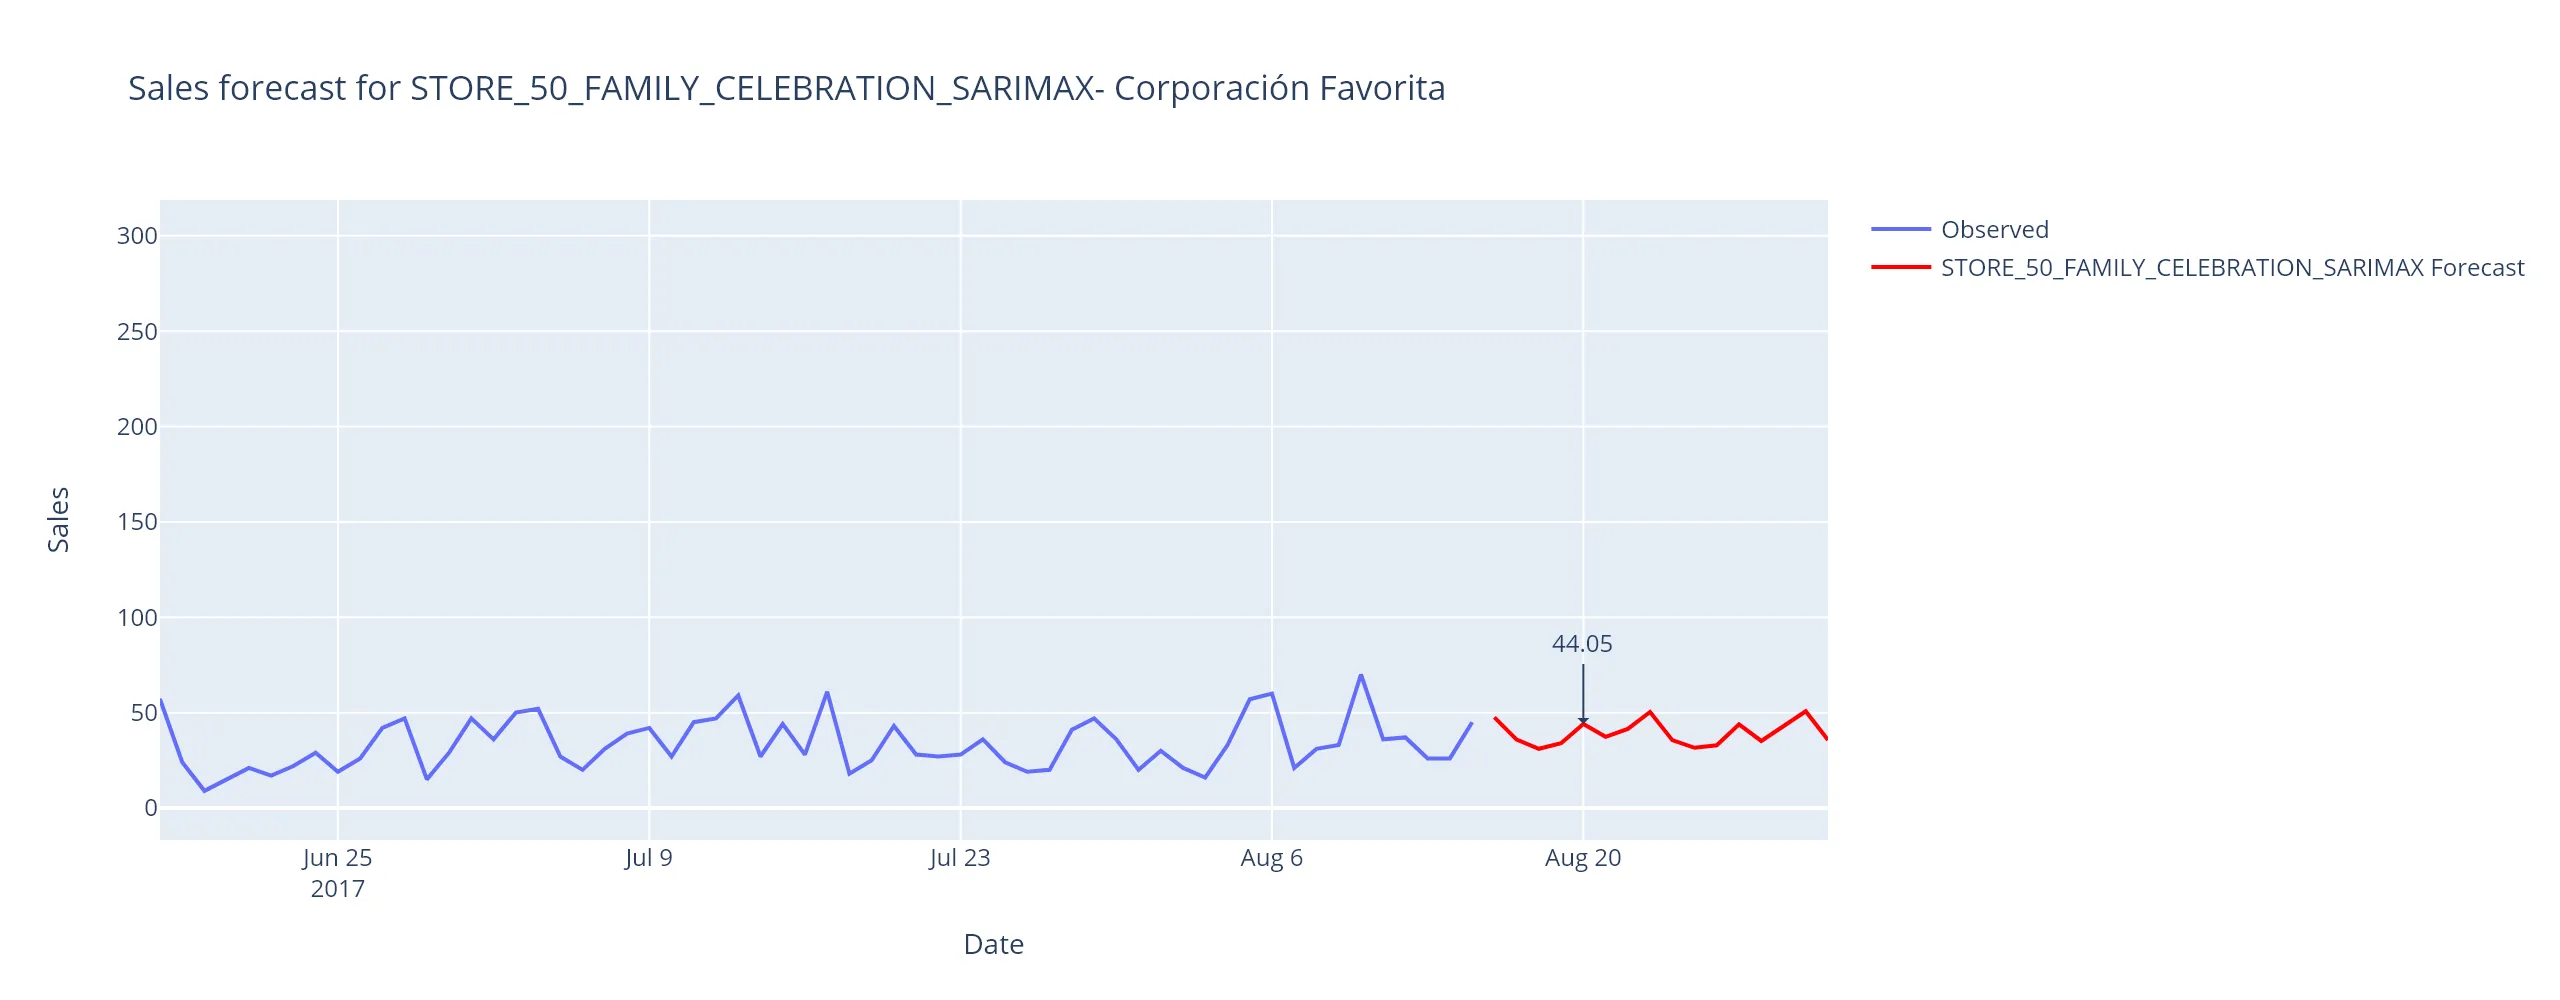 Sales forecast for STORE_50_FAMILY_CELEBRATION_SARIMAX- Corporación Favorita
Observed
STORE_50_FAMILY_CELEBRATION_SARIMAX Forecast
300
250
200
150
100
50
0
Sales
44.05
Jun 25
2017
Jul 9
Jul 23
Aug 6
Aug 20
Date